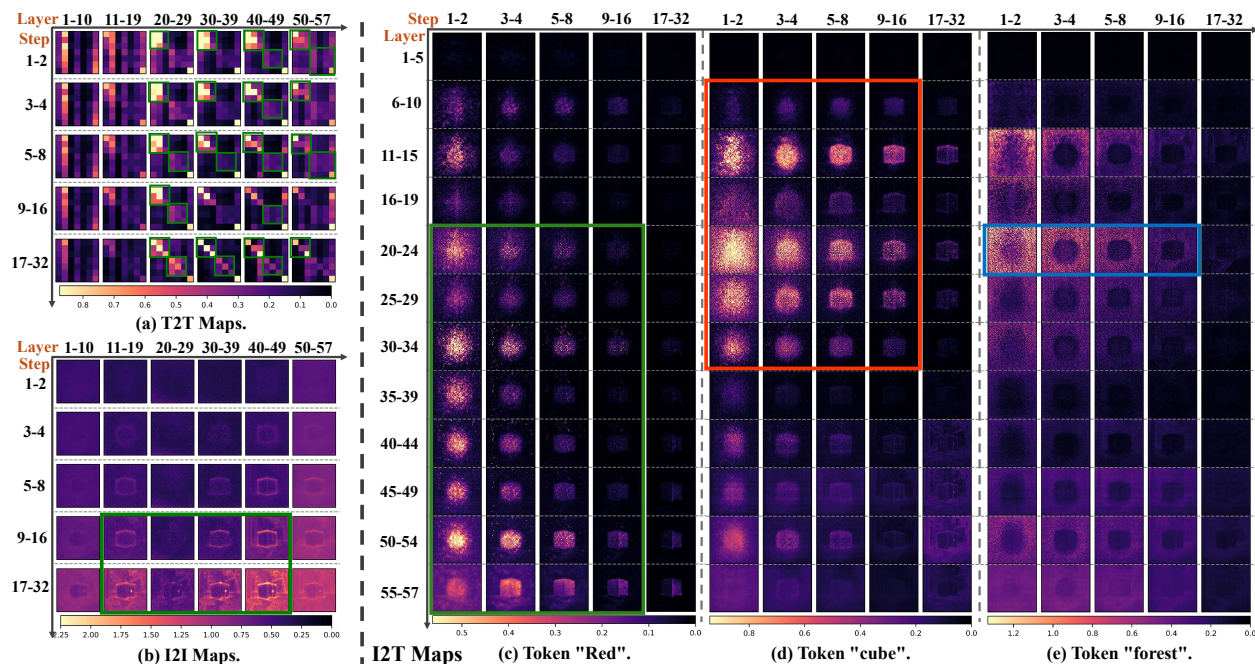 Layer 1-10 11-19 20-29 30-39 40-49 50-57
Step
1-2
3-4
5-8
9-16
17-32
0.8 0.7 0.6 0.5 0.4 0.3 0.2 0.1 0.0
(a) T2T Maps.
Layer 1-10 11-19 20-29 30-39 40-49 50-57
Step
1-2
3-4
5-8
9-16
17-32
2.25 2.00 1.75 1.50 1.25 1.00 0.75 0.50 0.25 0.00
(b) I2I Maps.
Step 1-2 3-4 5-8 9-16 17-32 1-2 3-4 5-8 9-16 17-32 1-2 3-4 5-8 9-16 17-32
Layer
1-5
6-10
11-15
16-19
20-24
25-29
30-34
35-39
40-44
45-49
50-54
55-57
0.5 0.4 0.3 0.2 0.1 0.0 0.8 0.6 0.4 0.2 0.0 1.2 1.0 0.8 0.6 0.4 0.2 0.0
I2T Maps (c) Token "Red". (d) Token "cube". (e) Token "forest".